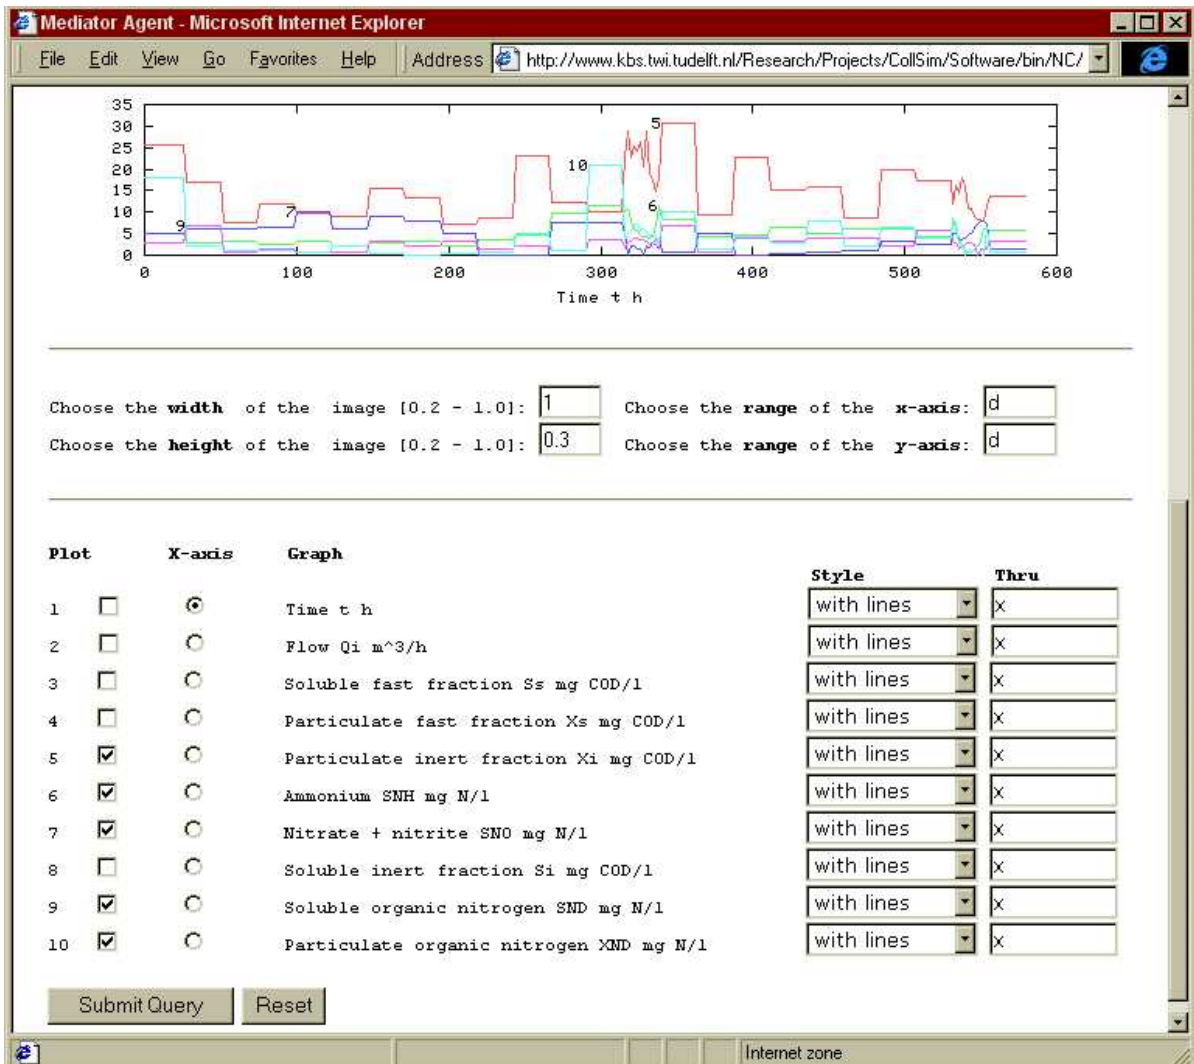 Mediator Agent - Microsoft Internet Explorer
File Edit View Go Favorites Help Address http://www.kbs.twi.tudelft.nl/Research/Projects/CollSim/Software/bin/NC/
35
30
25
20
15
10
5
0
5
10
6
7
9
0 100 200 300 400 500 600
Time t h
Choose the width of the image [0.2 - 1.0]: 1 Choose the range of the x-axis: d
Choose the height of the image [0.2 - 1.0]: 0.3 Choose the range of the y-axis: d
Plot X-axis Graph Style Thru
1 Time t h with lines x
2 Flow Qi m^3/h with lines x
3 Soluble fast fraction Ss mg COD/l with lines x
4 Particulate fast fraction Xs mg COD/l with lines x
5 Particulate inert fraction Xi mg COD/l with lines x
6 Ammonium SNH mg N/l with lines x
7 Nitrate + nitrite SNO mg N/l with lines x
8 Soluble inert fraction Si mg COD/l with lines x
9 Soluble organic nitrogen SND mg N/l with lines x
10 Particulate organic nitrogen XND mg N/l with lines x
Submit Query Reset
Internet zone